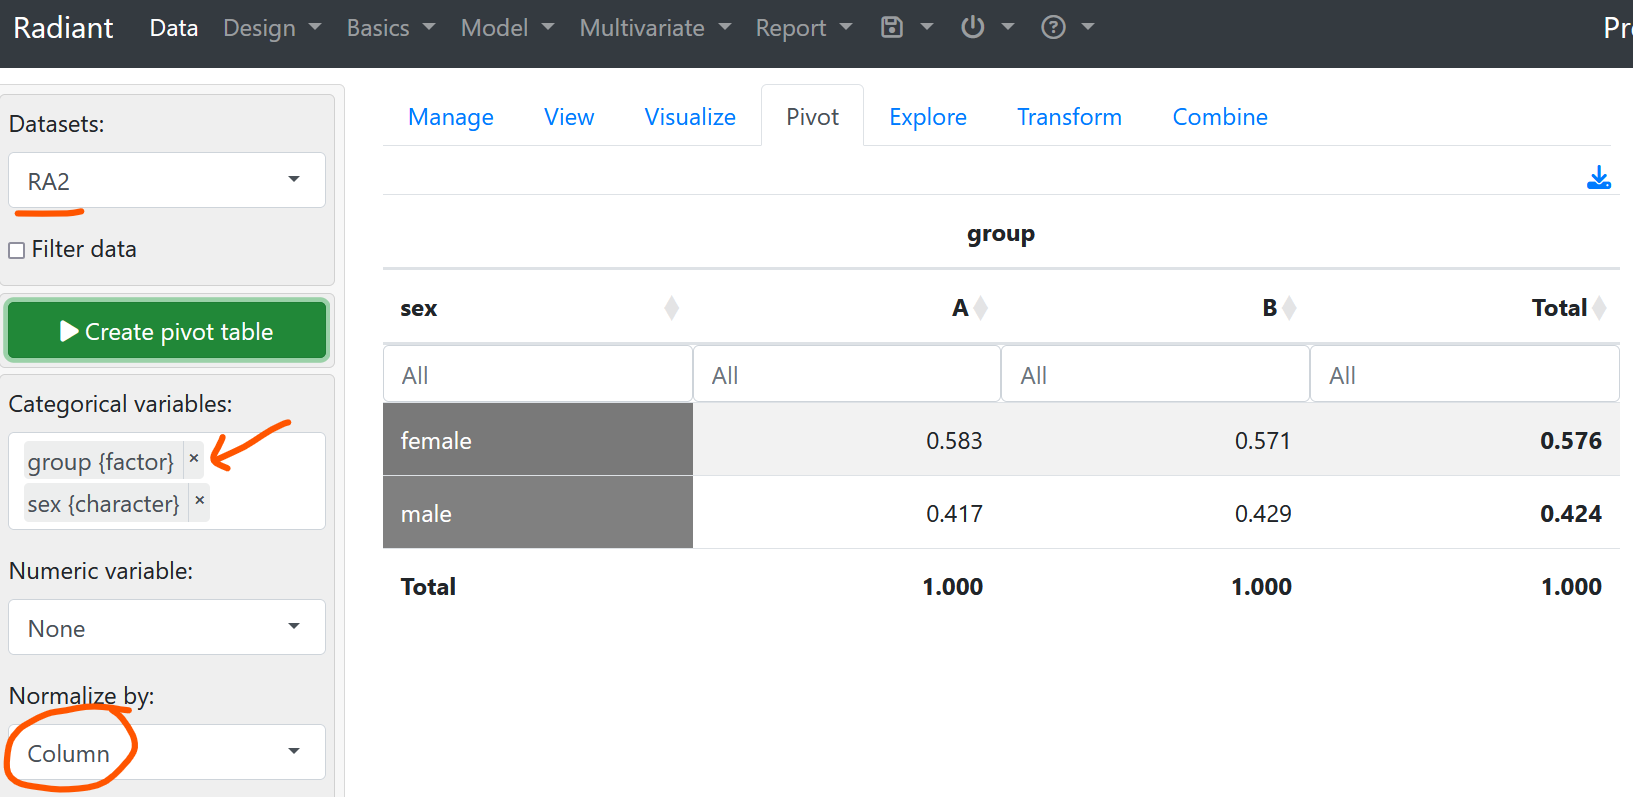 Radiant Data Design Basics Model Multivariate Report ? Pr
Datasets:
RA2
Filter data
Create pivot table
Categorical variables:
group {factor} ×
sex {character} ×
Numeric variable:
None
Normalize by:
Column
Manage View Visualize Pivot Explore Transform Combine
group
sex A B Total
All All All All
female 0.583 0.571 0.576
male 0.417 0.429 0.424
Total 1.000 1.000 1.000